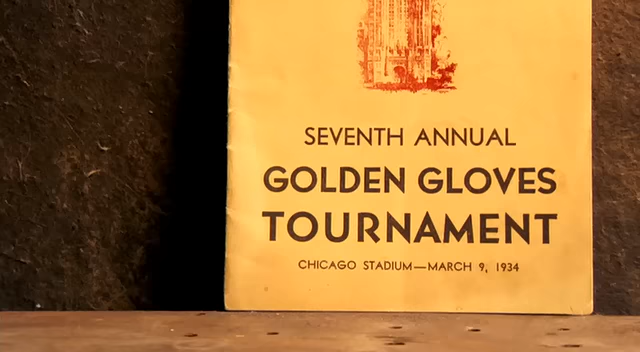 SEVENTH ANNUAL
GOLDEN GLOVES
TOURNAMENT
CHICAGO STADIUM—MARCH 9, 1934